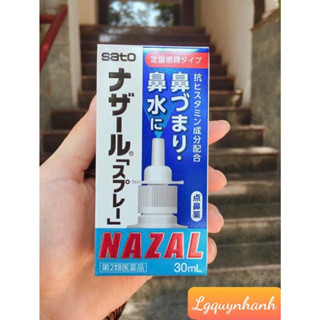 sato
定量噴霧タイプ
抗ヒスタミン成分配合
鼻づまり・
鼻水に
ナザール®「スプレー」
点鼻薬
NAZAL
第2類医薬品
30mL
Lgquynhanh